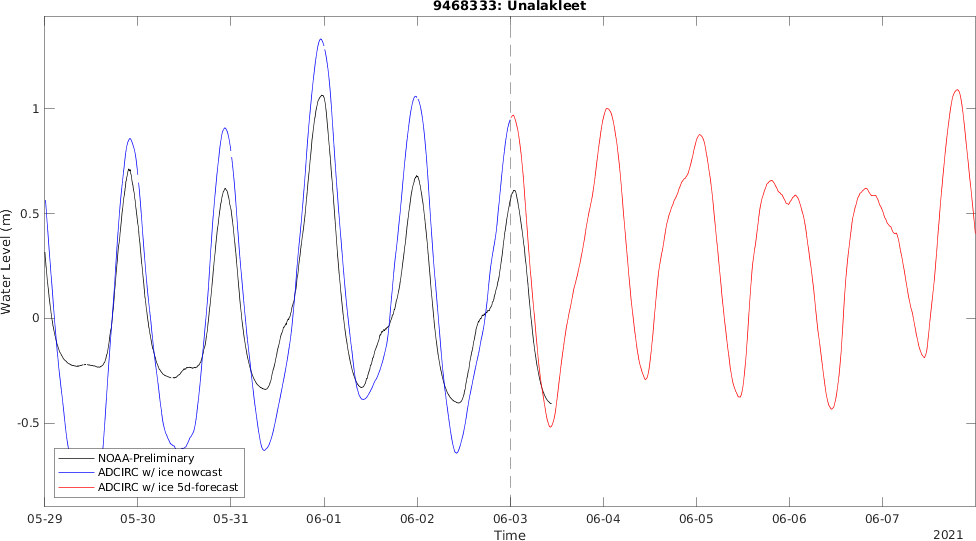 9468333: Unalakleet
Water Level (m)
1
0.5
0
-0.5
NOAA-Preliminary
ADCIRC w/ ice nowcast
ADCIRC w/ ice 5d-forecast
05-29 05-30 05-31 06-01 06-02 06-03 06-04 06-05 06-06 06-07
Time
2021